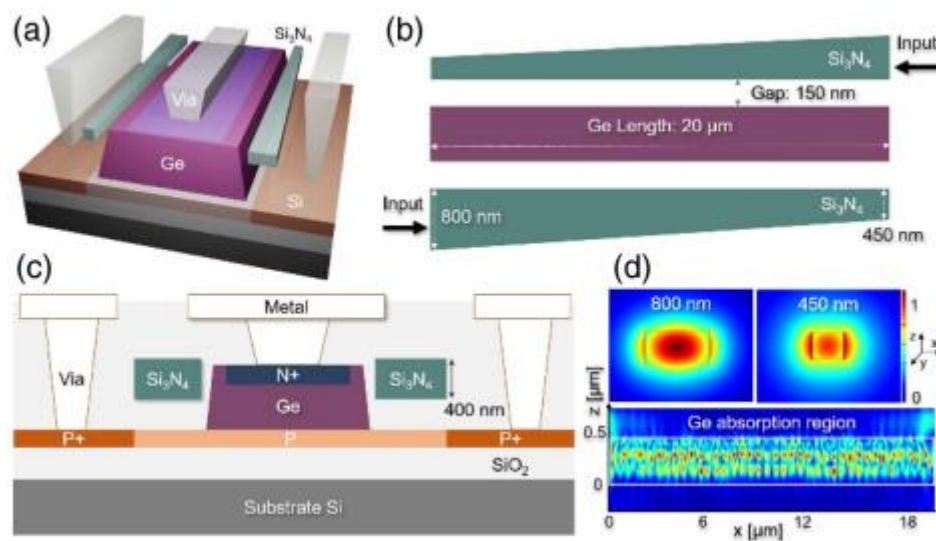 (a)
Si₃N₄
Via
Ge
Si
(b)
Si₃N₄
Input
Gap: 150 nm
Ge Length: 20 μm
Input
800 nm
Si₃N₄
450 nm
(c)
Metal
Via
Si₃N₄
N+
Si₃N₄
Ge
400 nm
P+
P
P+
SiO₂
Substrate Si
(d)
800 nm
450 nm
1
0
z
x
y
z [μm]
Ge absorption region
0.5
0
0
6
12
18
x [μm]